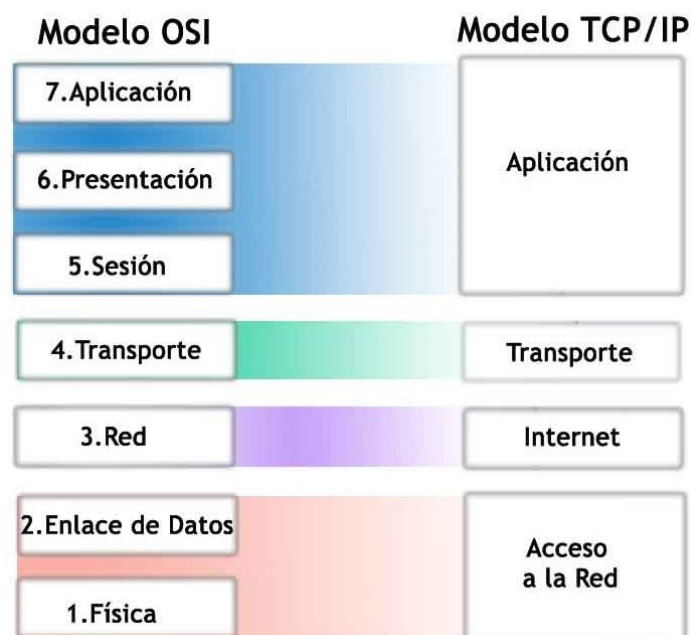 Modelo OSI
Modelo TCP/IP
7.Aplicación
6.Presentación
5.Sesión
Aplicación
4.Transporte
Transporte
3.Red
Internet
2.Enlace de Datos
1.Física
Acceso
a la Red